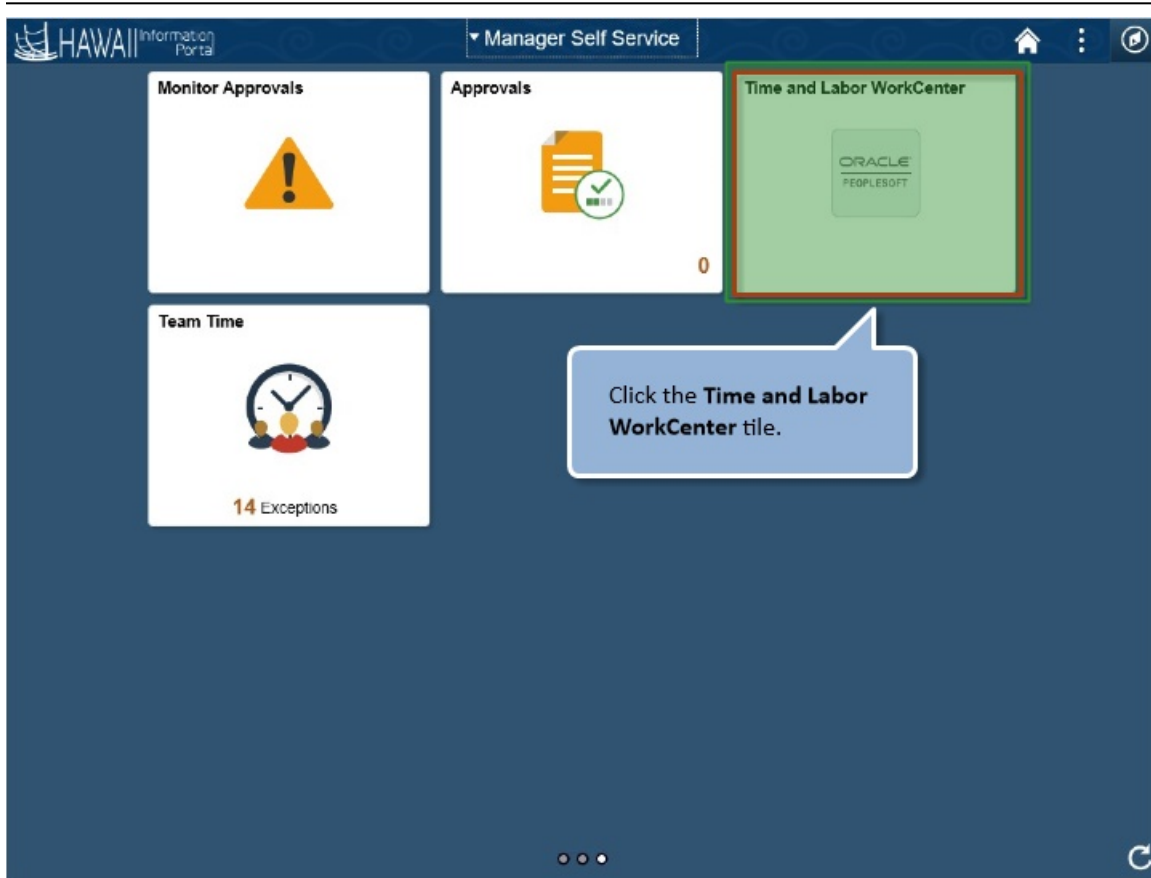 HAWAII Information Portal
Manager Self Service
Monitor Approvals
Approvals
Time and Labor WorkCenter
ORACLE
PEOPLESOFT
0
Team Time
Click the Time and Labor
WorkCenter tile.
14 Exceptions